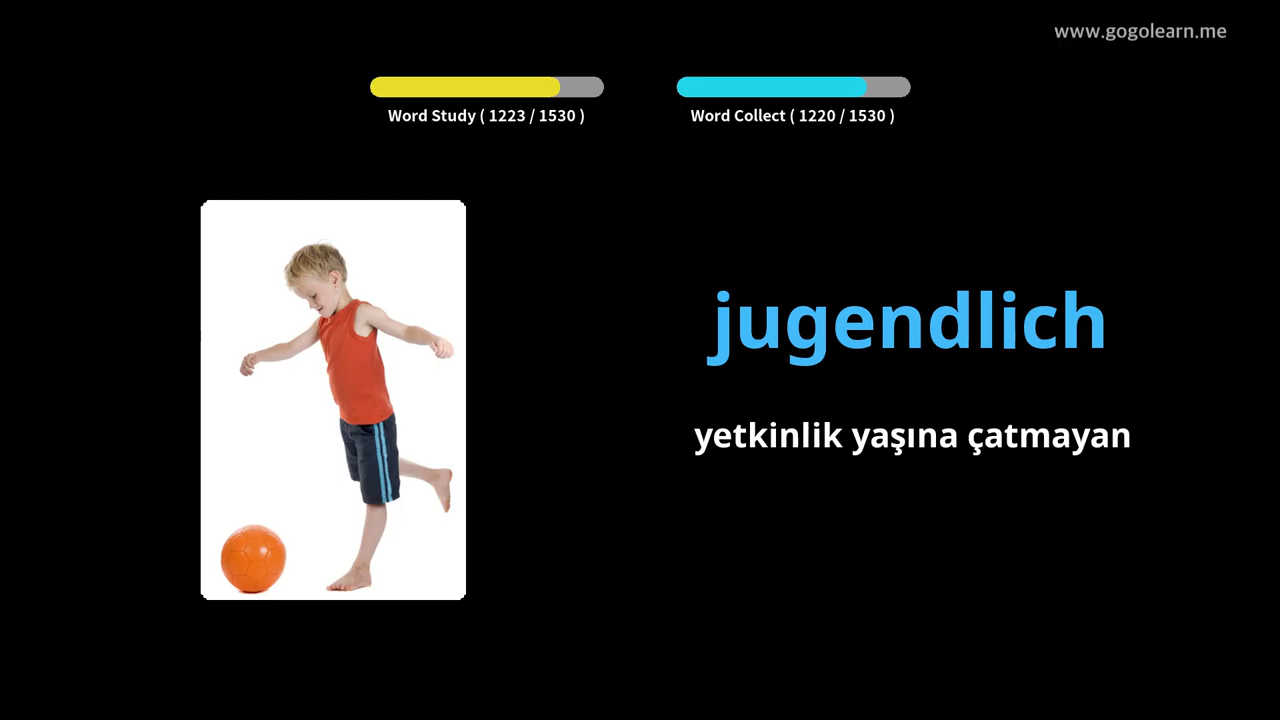 www.gogolearn.me
Word Study ( 1223 / 1530 )
Word Collect ( 1220 / 1530 )
jugendlich
yetkinlik yaşına çatmayan